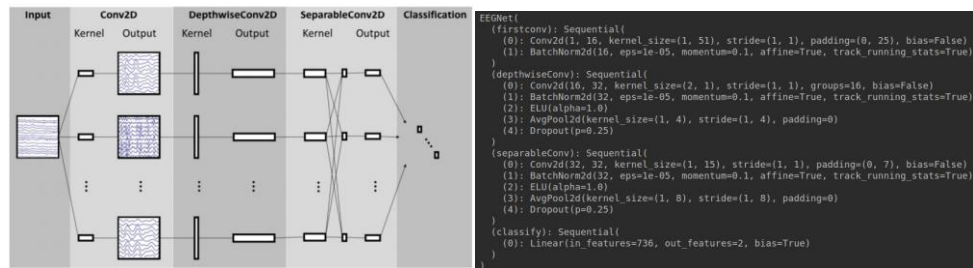 Input Conv2D DepthwiseConv2D SeparableConv2D Classification
Kernel Output Kernel Output Kernel Output
EEGNet(
  (firstconv): Sequential(
    (0): Conv2d(1, 16, kernel_size=(1, 51), stride=(1, 1), padding=(0, 25), bias=False)
    (1): BatchNorm2d(16, eps=1e-05, momentum=0.1, affine=True, track_running_stats=True)
  )
  (depthwiseConv): Sequential(
    (0): Conv2d(16, 32, kernel_size=(2, 1), stride=(1, 1), groups=16, bias=False)
    (1): BatchNorm2d(32, eps=1e-05, momentum=0.1, affine=True, track_running_stats=True)
    (2): ELU(alpha=1.0)
    (3): AvgPool2d(kernel_size=(1, 4), stride=(1, 4), padding=0)
    (4): Dropout(p=0.25)
  )
  (separableConv): Sequential(
    (0): Conv2d(32, 32, kernel_size=(1, 15), stride=(1, 1), padding=(0, 7), bias=False)
    (1): BatchNorm2d(32, eps=1e-05, momentum=0.1, affine=True, track_running_stats=True)
    (2): ELU(alpha=1.0)
    (3): AvgPool2d(kernel_size=(1, 8), stride=(1, 8), padding=0)
    (4): Dropout(p=0.25)
  )
  (classify): Sequential(
    (0): Linear(in_features=736, out_features=2, bias=True)
  )
)